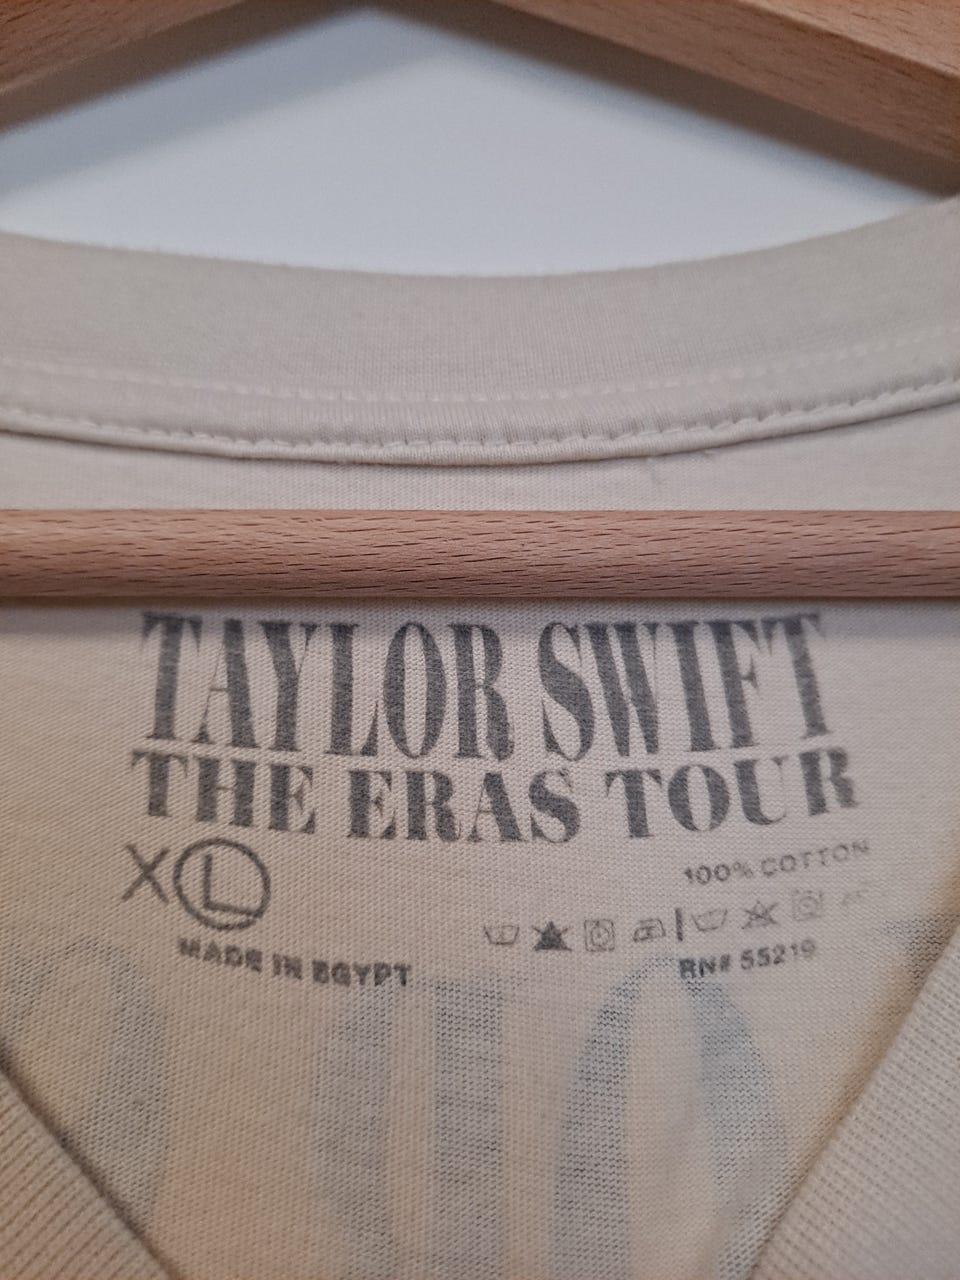 TAYLOR SWIFT
THE ERAS TOUR
XL
100% COTTON
MADE IN EGYPT
RN# 55219